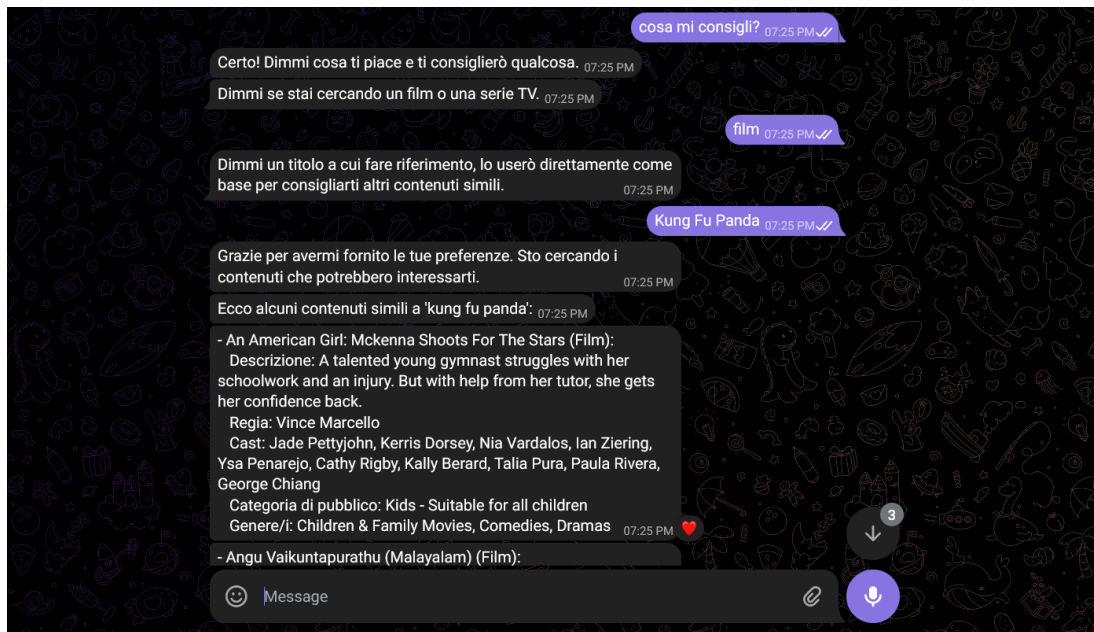 cosa mi consigli? 07:25 PM
Certo! Dimmi cosa ti piace e ti consiglierò qualcosa. 07:25 PM
Dimmi se stai cercando un film o una serie TV. 07:25 PM
film 07:25 PM
Dimmi un titolo a cui fare riferimento, lo userò direttamente come
base per consigliarti altri contenuti simili. 07:25 PM
Kung Fu Panda 07:25 PM
Grazie per avermi fornito le tue preferenze. Sto cercando i
contenuti che potrebbero interessarti. 07:25 PM
Ecco alcuni contenuti simili a 'kung fu panda': 07:25 PM
- An American Girl: Mckenna Shoots For The Stars (Film):
Descrizione: A talented young gymnast struggles with her
schoolwork and an injury. But with help from her tutor, she gets
her confidence back.
Regia: Vince Marcello
Cast: Jade Pettyjohn, Kerris Dorsey, Nia Vardalos, Ian Ziering,
Ysa Penarejo, Cathy Rigby, Kally Berard, Talia Pura, Paula Rivera,
George Chiang
Categoria di pubblico: Kids - Suitable for all children
Genere/i: Children & Family Movies, Comedies, Dramas 07:25 PM
3
- Angu Vaikuntapurathu (Malayalam) (Film):
Message